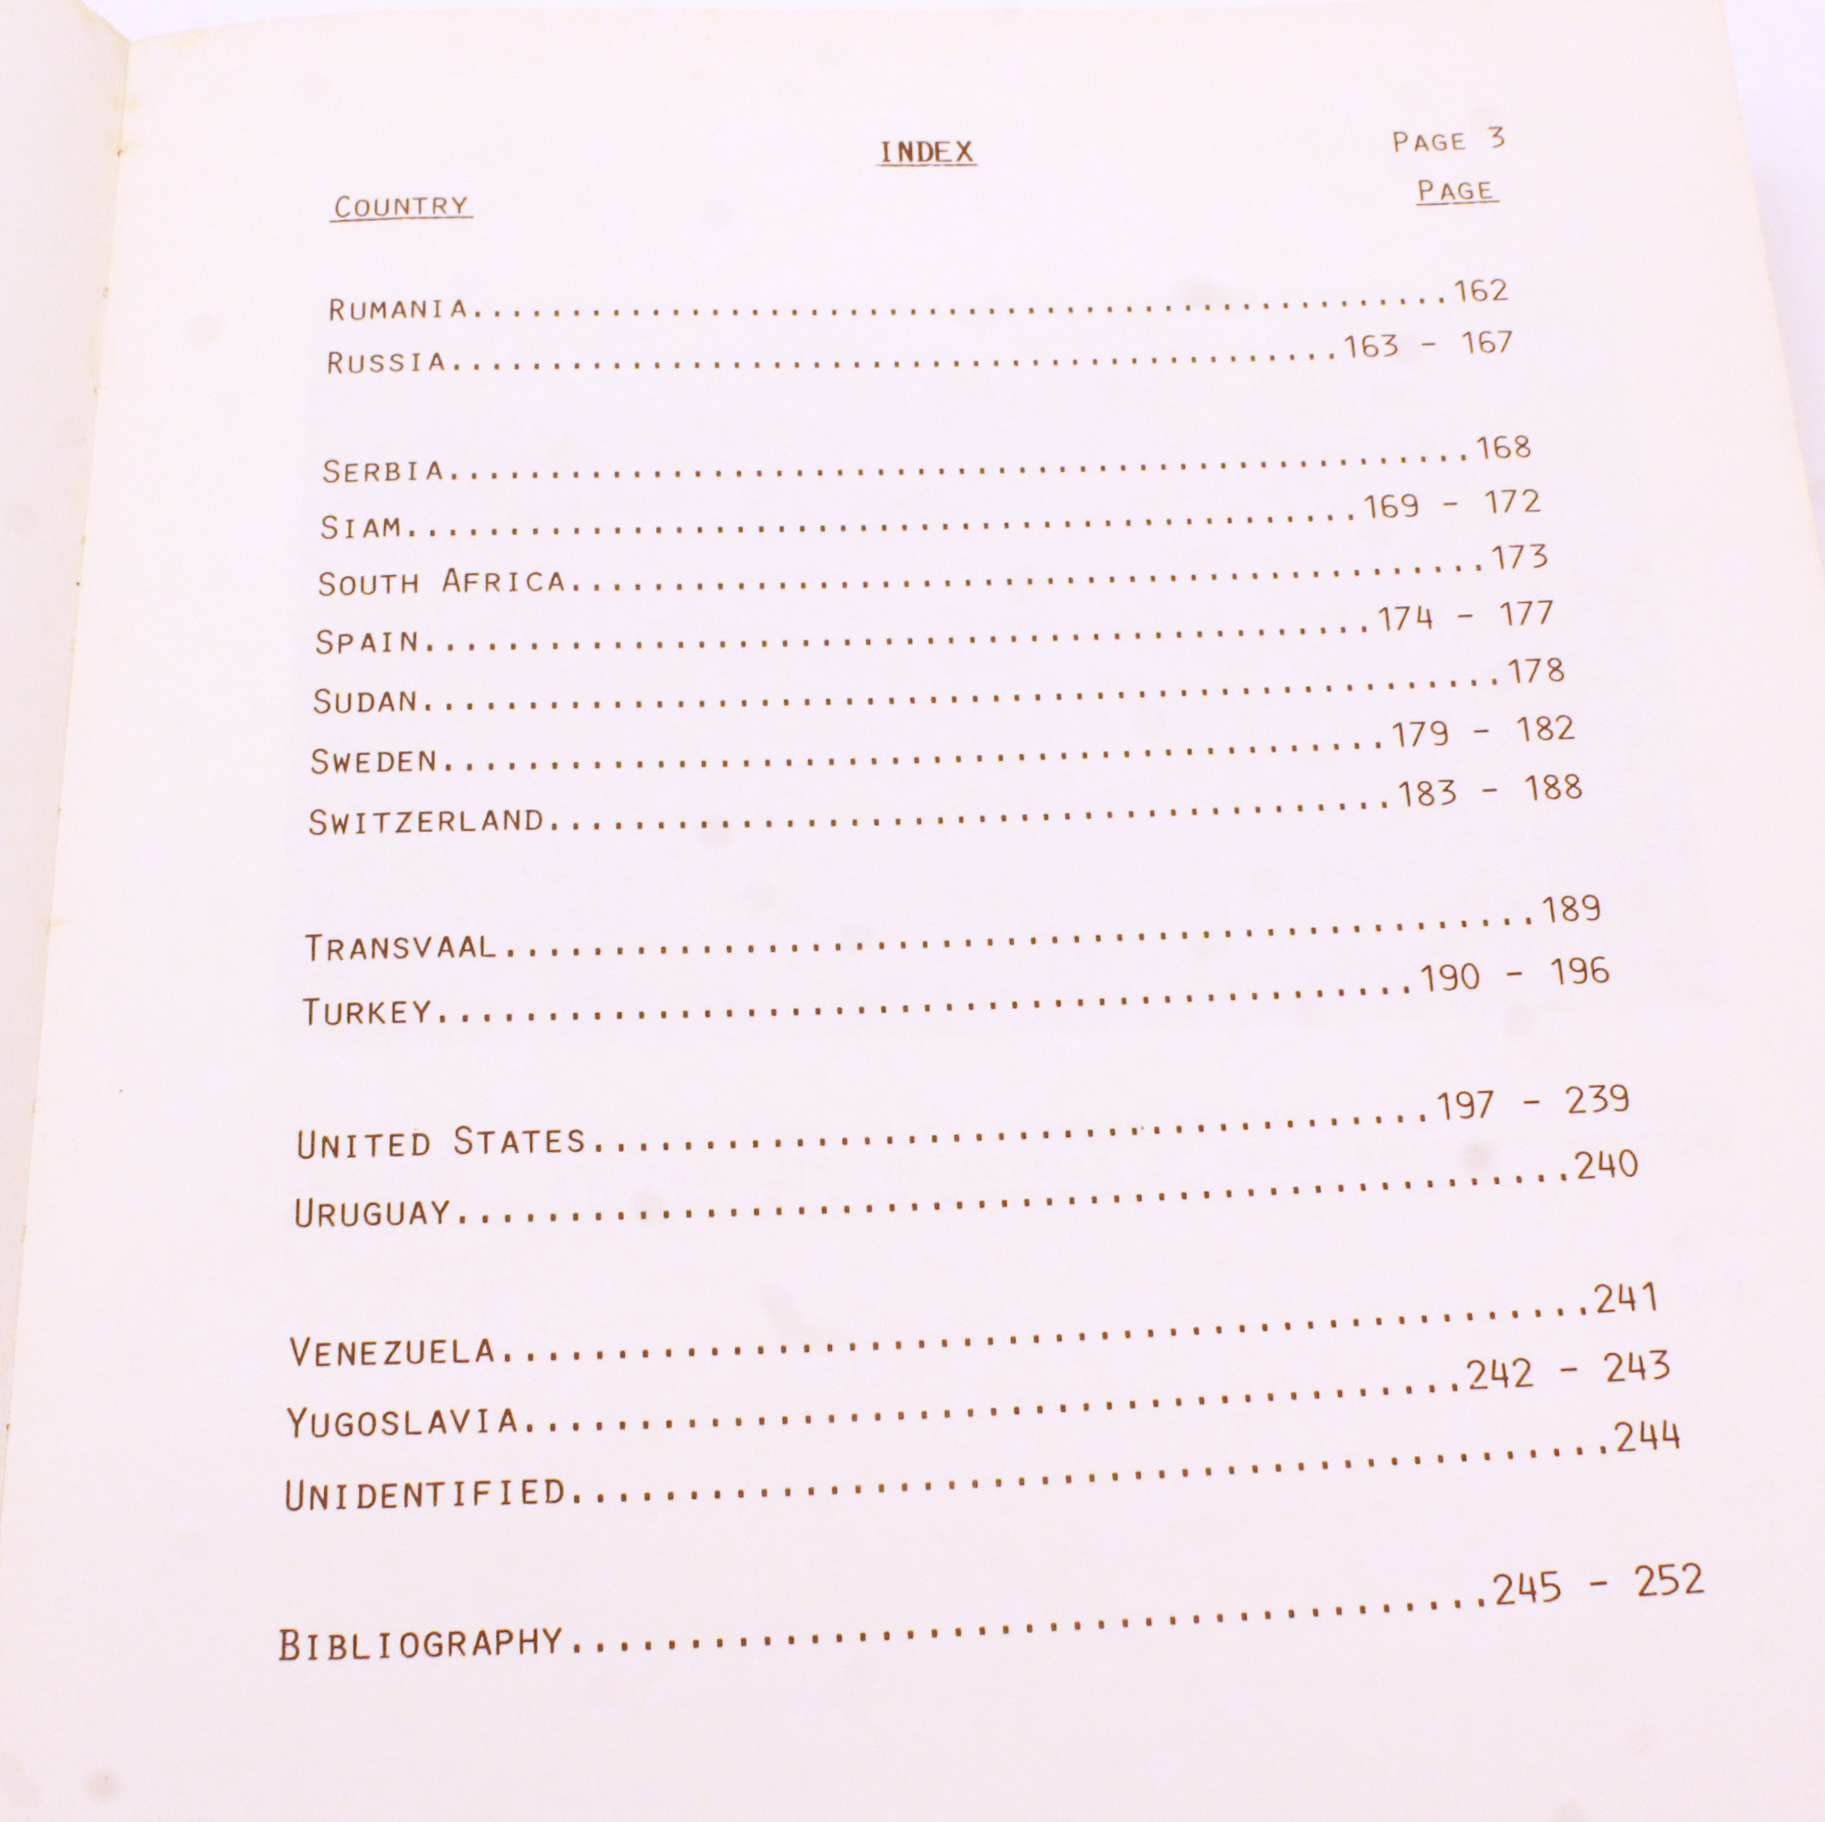 INDEX
PAGE 3
COUNTRY
PAGE
RUMANIA.................................................162
RUSSIA.............................................163 - 167
SERBIA..................................................168
SIAM...............................................169 - 172
SOUTH AFRICA............................................173
SPAIN..............................................174 - 177
SUDAN...................................................178
SWEDEN.............................................179 - 182
SWITZERLAND........................................183 - 188
TRANSVAAL...............................................189
TURKEY.............................................190 - 196
UNITED STATES......................................197 - 239
URUGUAY.................................................240
VENEZUELA...............................................241
YUGOSLAVIA.........................................242 - 243
UNIDENTIFIED............................................244
BIBLIOGRAPHY.......................................245 - 252